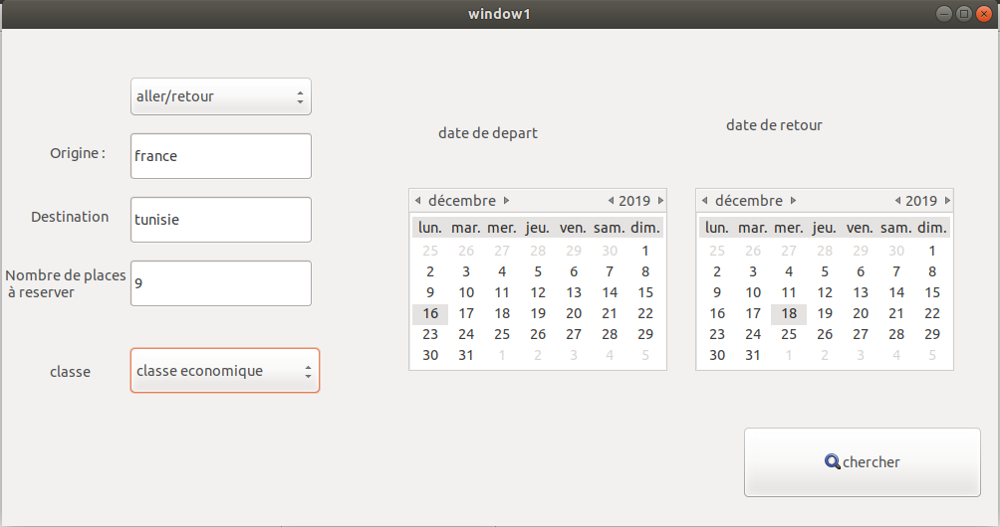 window1
aller/retour
Origine :
france
Destination
tunisie
Nombre de places
à reserver
9
classe
classe economique
date de depart
décembre 2019
lun. mar. mer. jeu. ven. sam. dim.
25 26 27 28 29 30 1
2 3 4 5 6 7 8
9 10 11 12 13 14 15
16 17 18 19 20 21 22
23 24 25 26 27 28 29
30 31 1 2 3 4 5
date de retour
décembre 2019
lun. mar. mer. jeu. ven. sam. dim.
25 26 27 28 29 30 1
2 3 4 5 6 7 8
9 10 11 12 13 14 15
16 17 18 19 20 21 22
23 24 25 26 27 28 29
30 31 1 2 3 4 5
chercher